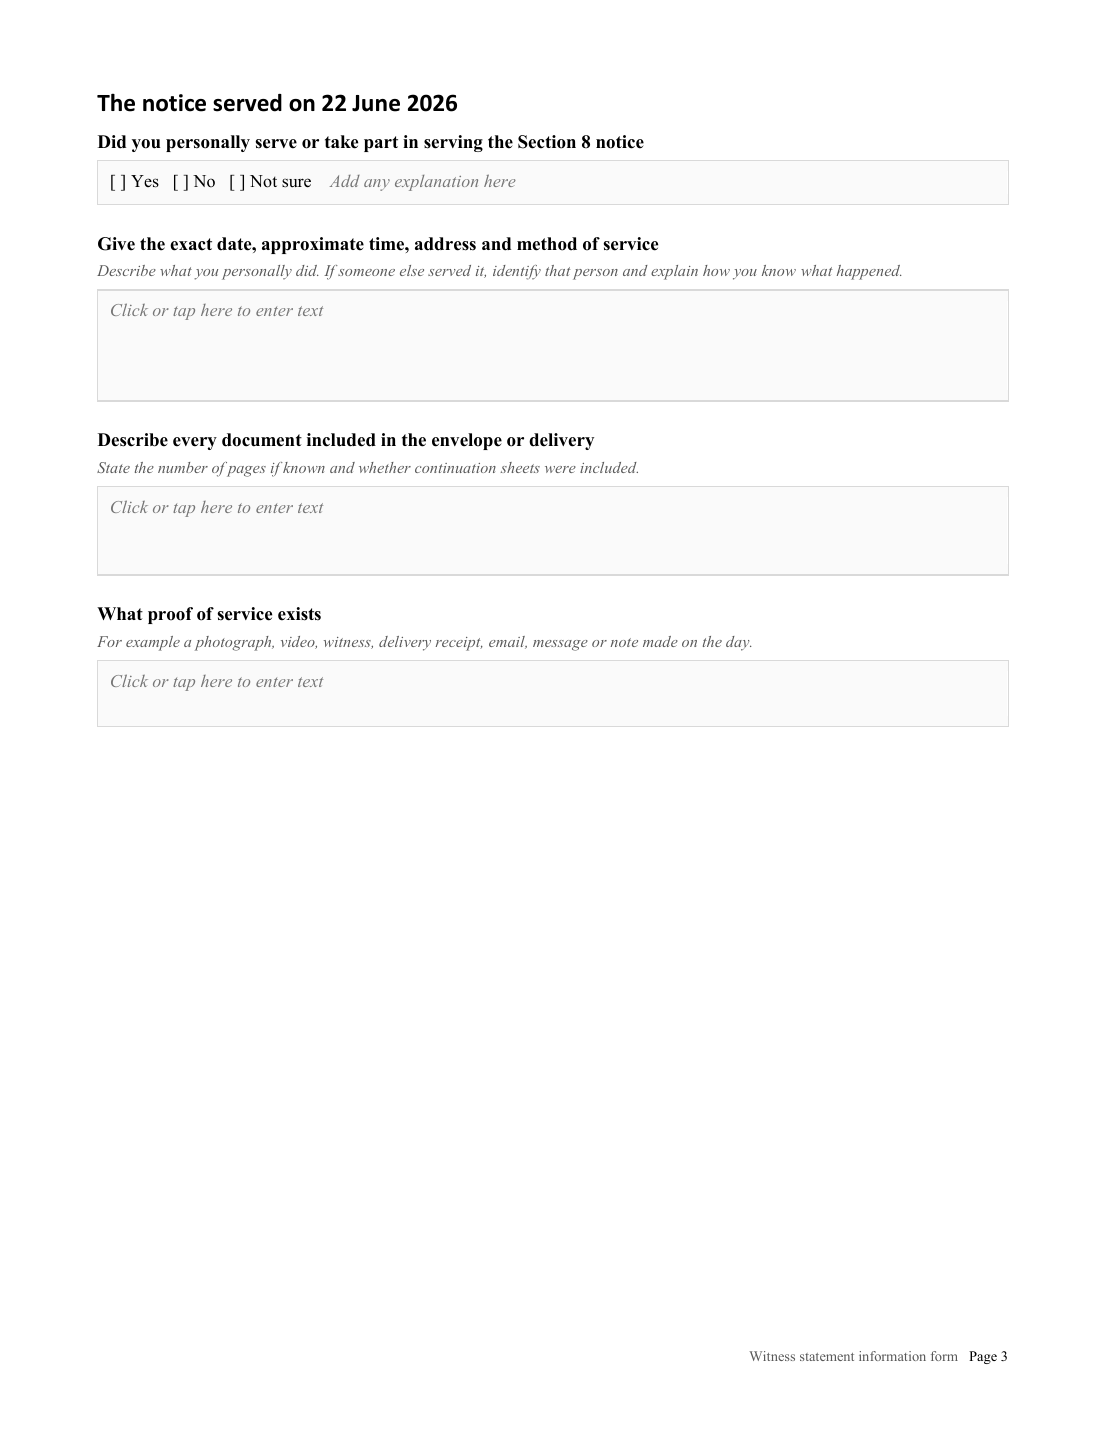 The notice served on 22 June 2026
Did you personally serve or take part in serving the Section 8 notice
[ ] Yes [ ] No [ ] Not sure Add any explanation here
Give the exact date, approximate time, address and method of service
Describe what you personally did. If someone else served it, identify that person and explain how you know what happened.
Click or tap here to enter text
Describe every document included in the envelope or delivery
State the number of pages if known and whether continuation sheets were included.
Click or tap here to enter text
What proof of service exists
For example a photograph, video, witness, delivery receipt, email, message or note made on the day.
Click or tap here to enter text
Witness statement information form Page 3